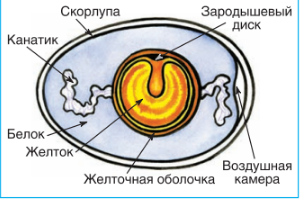 Скорлупа
Зародышевый
диск
Канатик
Белок
Желток
Желточная оболочка
Воздушная
камера